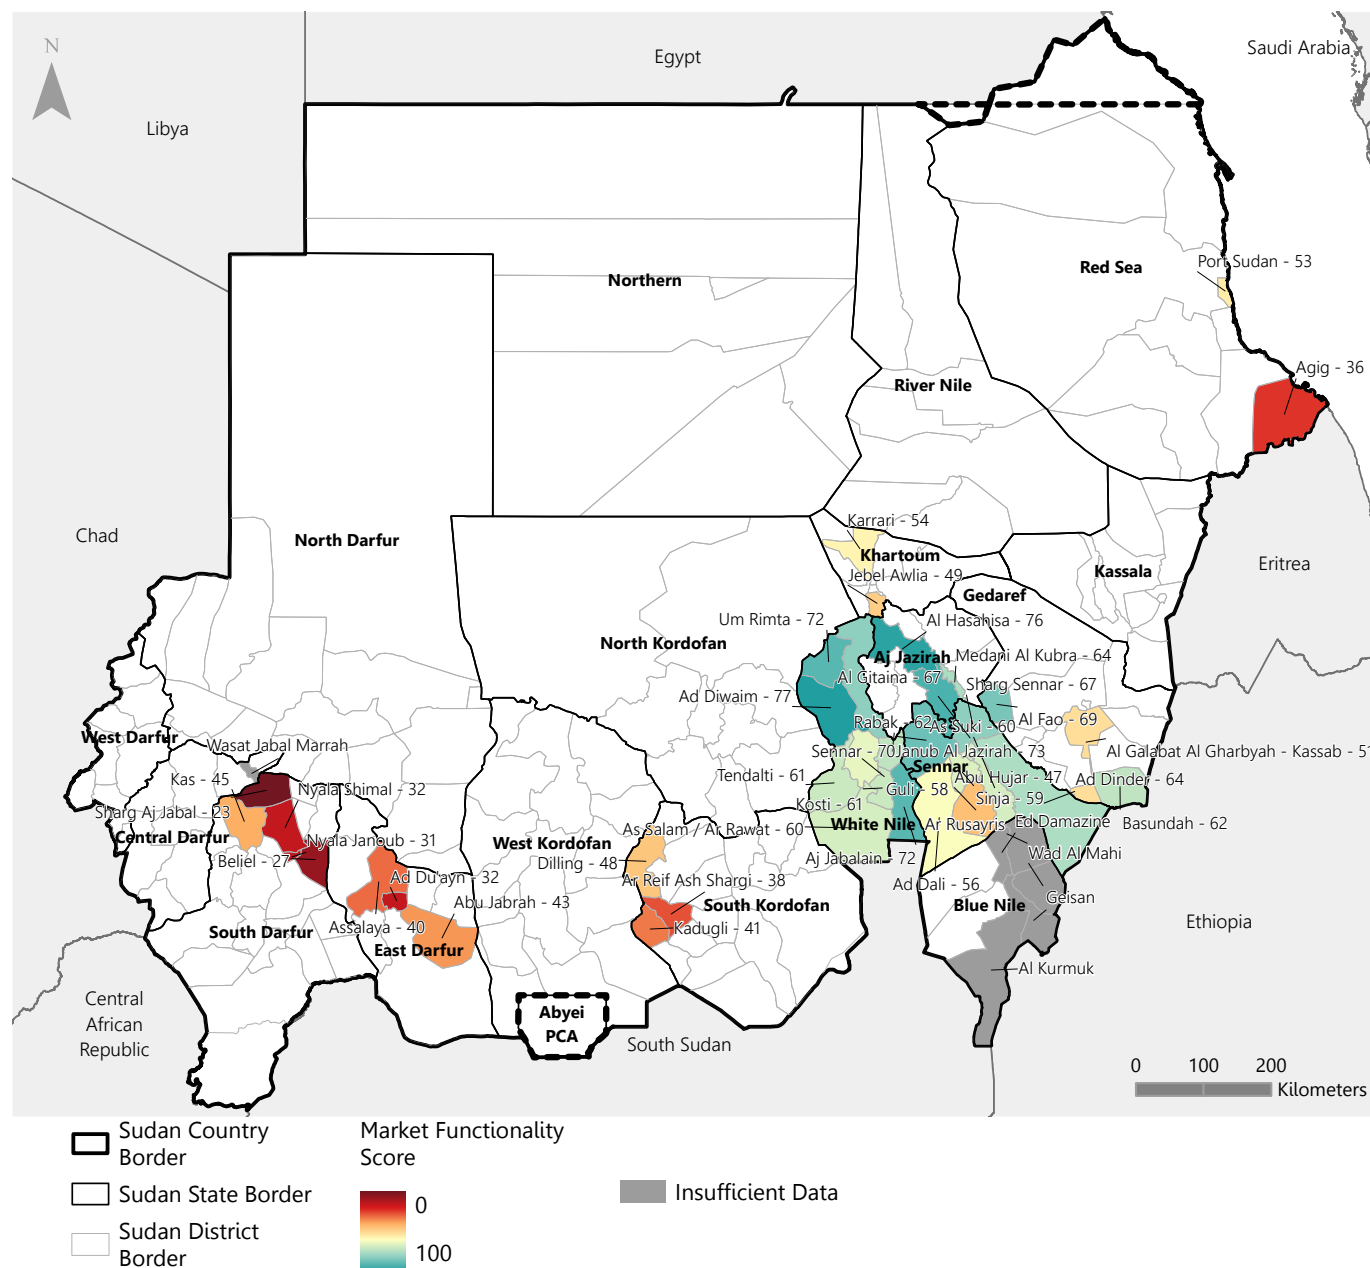 N
Egypt
Saudi Arabia
Libya
Port Sudan - 53
Red Sea
Northern
Agig - 36
River Nile
Karrari - 54
Chad
North Darfur
Khartoum
Eritrea
Kassala
Jebel Awlia - 49
Gedaref
Um Rimta - 72
Al Hasahisa - 76
North Kordofan
Aj Jazirah
Medani Al Kubra - 64
Al Gitaina - 67
Sharg Sennar - 67
Ad Diwaim - 77
Rabak - 62
As Suki - 60
Al Fao - 69
West Darfur
Wasat Jabal Marrah
Sennar - 70
Janub Al Jazirah - 73
Al Galabat Al Gharbyah - Kassab - 51
Sennar
Kas - 45
Tendalti - 61
Abu Hujar - 47
Ad Dinder - 64
Nyala Shimal - 32
Guli - 58
Sinja - 59
Kosti - 61
Sharg Aj Jabal - 23
Ed Damazine
Basundah - 62
Central Darfur
As Salam / Ar Rawat - 60
White Nile
Ar Rusayris
Nyala Janoub - 31
West Kordofan
Wad Al Mahi
Beliel - 27
Dilling - 48
Aj Jabalain - 72
Ad Du'ayn - 32
Ar Reif Ash Shargi - 38
Ad Dali - 56
Abu Jabrah - 43
South Kordofan
Blue Nile
Geisan
Assalaya - 40
Kadugli - 41
South Darfur
East Darfur
Ethiopia
Al Kurmuk
Central
African
Republic
Abyei
PCA
South Sudan
0 100 200
Kilometers
Sudan Country
Border
Sudan State Border
Sudan District
Border
Market Functionality
Score
0
100
Insufficient Data